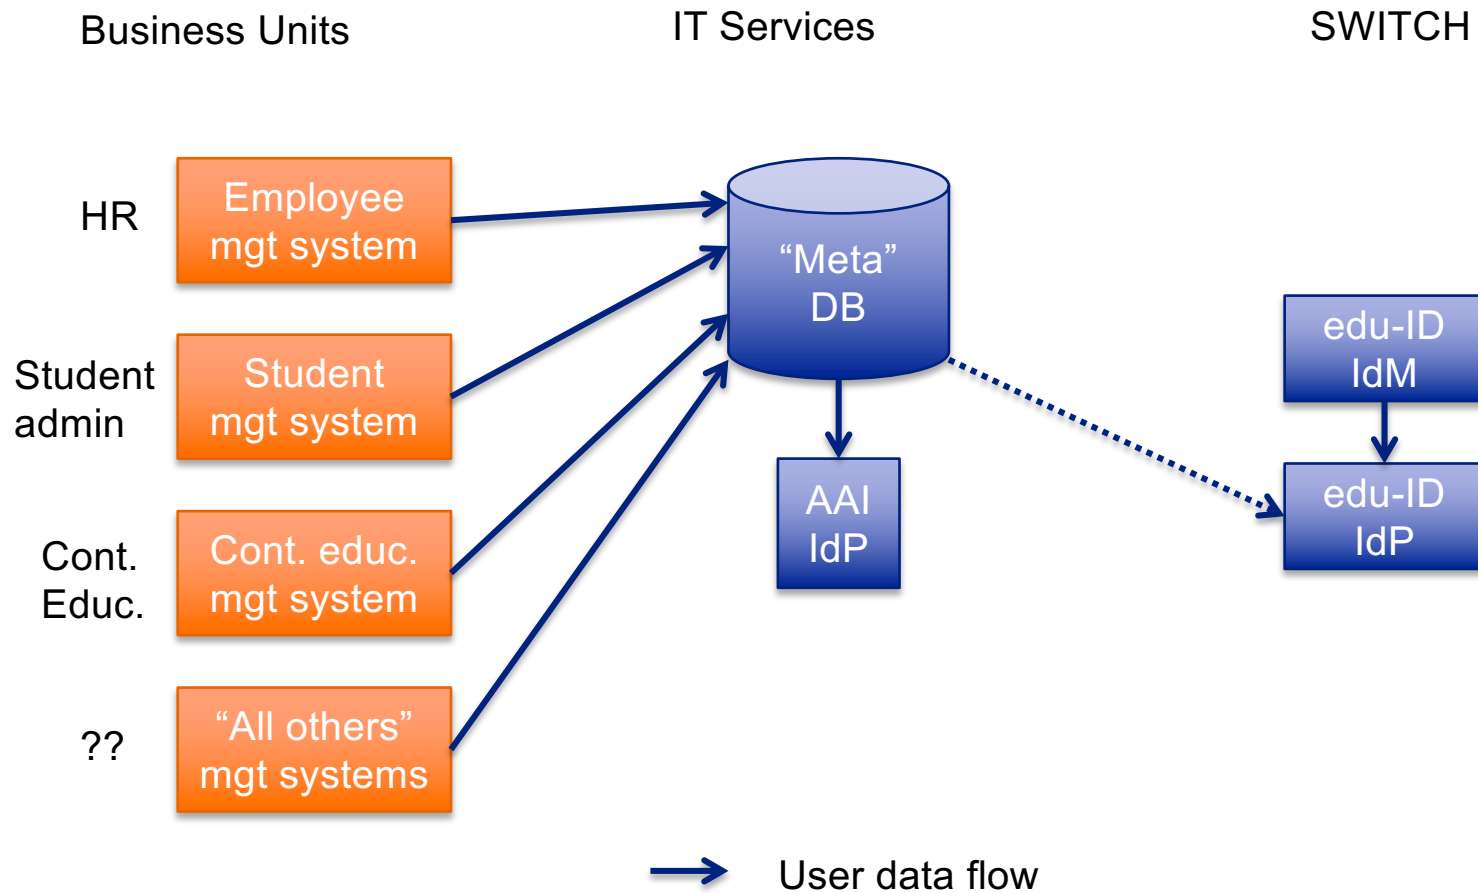 Business Units
IT Services
SWITCH
HR
Employee
mgt system
“Meta”
DB
edu-ID
IdM
Student
admin
Student
mgt system
AAI
IdP
edu-ID
IdP
Cont.
Educ.
Cont. educ.
mgt system
??
“All others”
mgt systems
User data flow